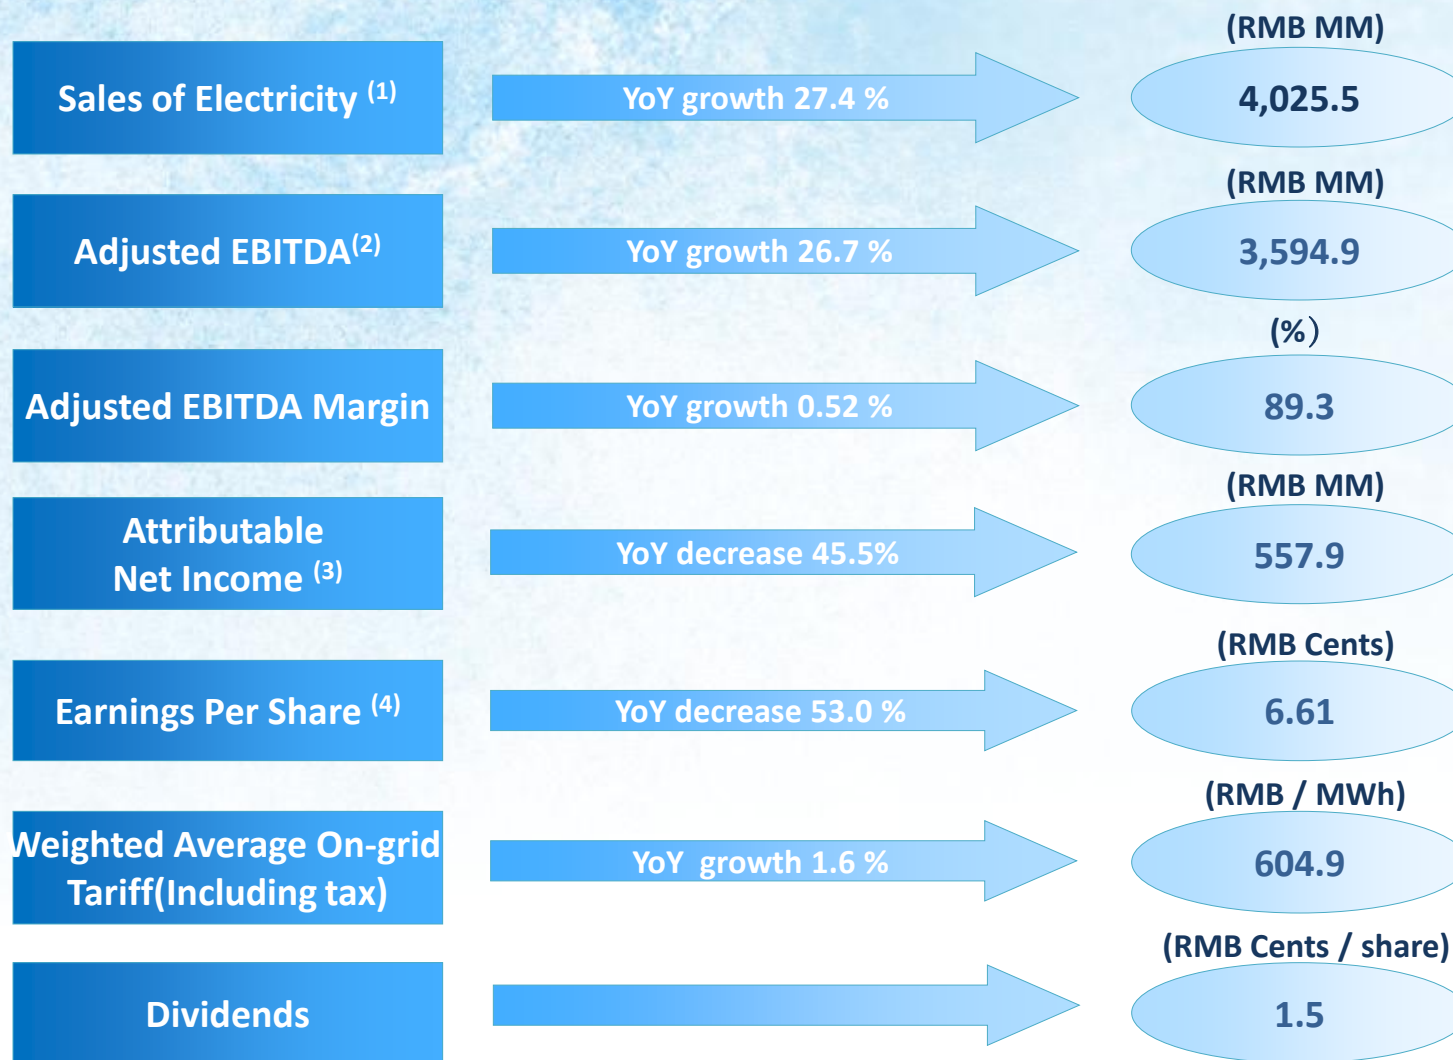 (RMB MM)
Sales of Electricity (1)
YoY growth 27.4 %
4,025.5
(RMB MM)
Adjusted EBITDA(2)
YoY growth 26.7 %
3,594.9
(%）
Adjusted EBITDA Margin
YoY growth 0.52 %
89.3
(RMB MM)
Attributable
Net Income (3)
YoY decrease 45.5%
557.9
(RMB Cents)
Earnings Per Share (4)
YoY decrease 53.0 %
6.61
(RMB / MWh)
Weighted Average On-grid
Tariff(Including tax)
YoY  growth 1.6 %
604.9
(RMB Cents / share)
Dividends
1.5